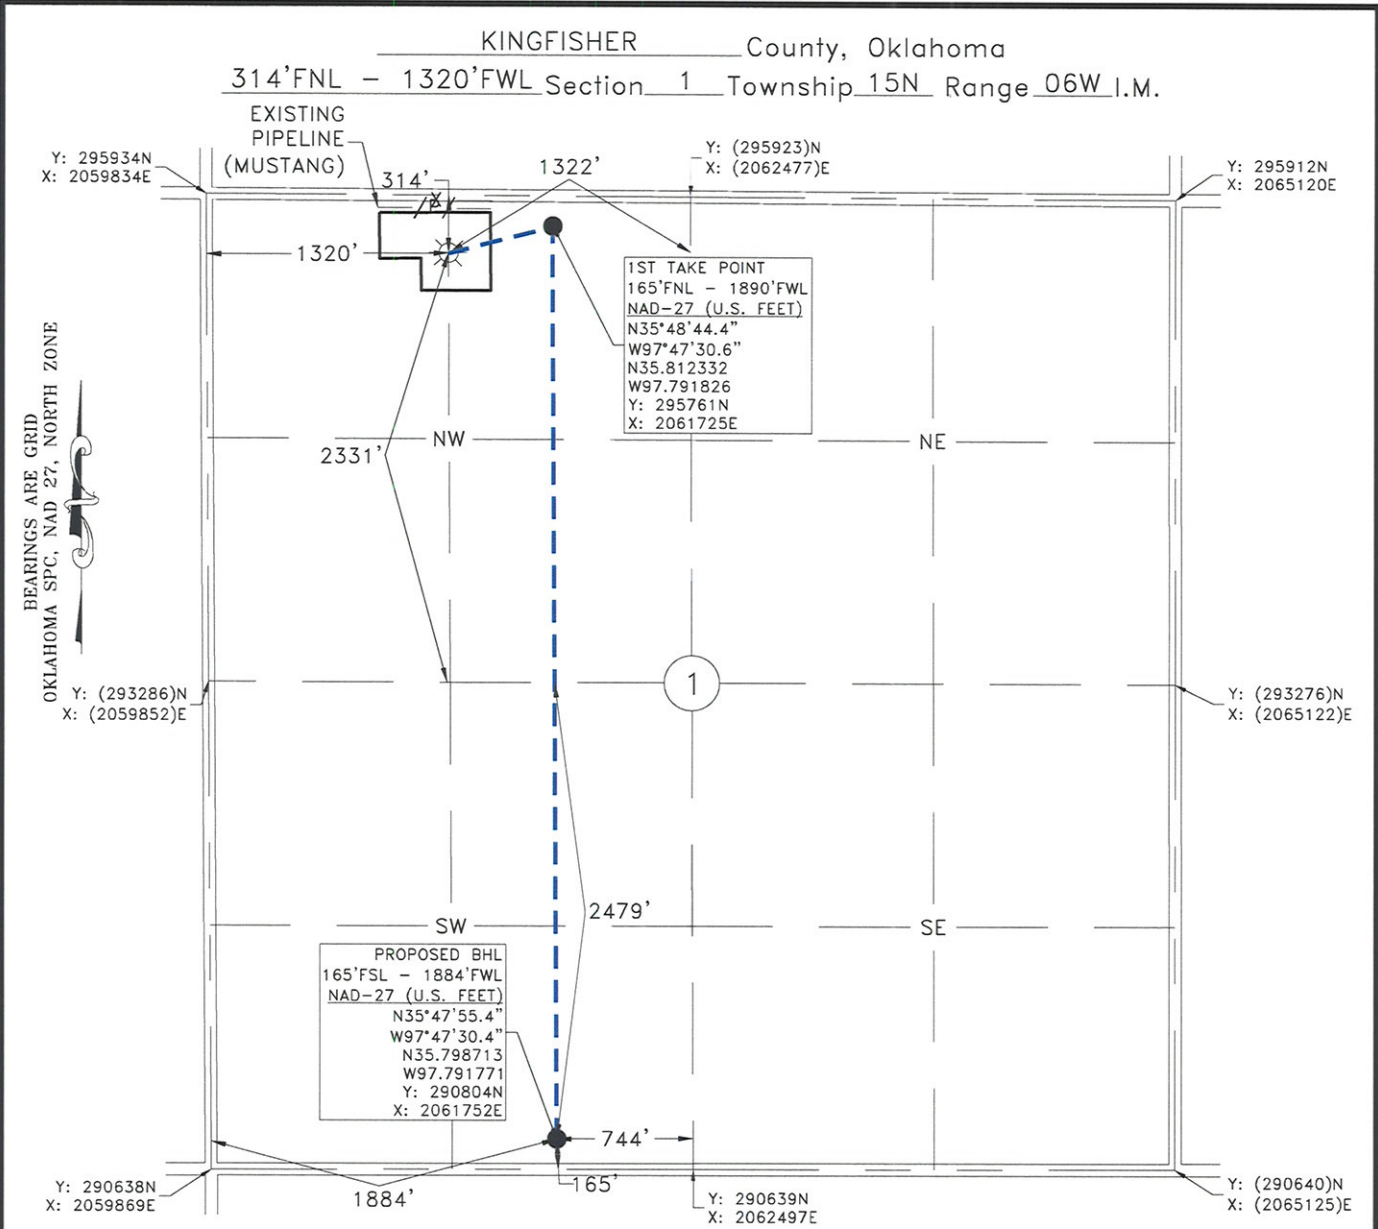 KINGFISHER County, Oklahoma
314'FNL - 1320'FWL Section 1 Township 15N Range 06W I.M.
EXISTING
PIPELINE
(MUSTANG)
Y: 295934N
X: 2059834E
314'
1322'
Y: (295923)N
X: (2062477)E
Y: 295912N
X: 2065120E
1320'
1ST TAKE POINT
165'FNL - 1890'FWL
NAD-27 (U.S. FEET)
N35°48'44.4"
W97°47'30.6"
N35.812332
W97.791826
Y: 295761N
X: 2061725E
BEARINGS ARE GRID
OKLAHOMA SPC, NAD 27, NORTH ZONE
NW
NE
2331'
Y: (293286)N
X: (2059852)E
1
Y: (293276)N
X: (2065122)E
2479'
SW
SE
PROPOSED BHL
165'FSL - 1884'FWL
NAD-27 (U.S. FEET)
N35°47'55.4"
W97°47'30.4"
N35.798713
W97.791771
Y: 290804N
X: 2061752E
744'
165'
1884'
Y: 290638N
X: 2059869E
Y: 290639N
X: 2062497E
Y: (290640)N
X: (2065125)E